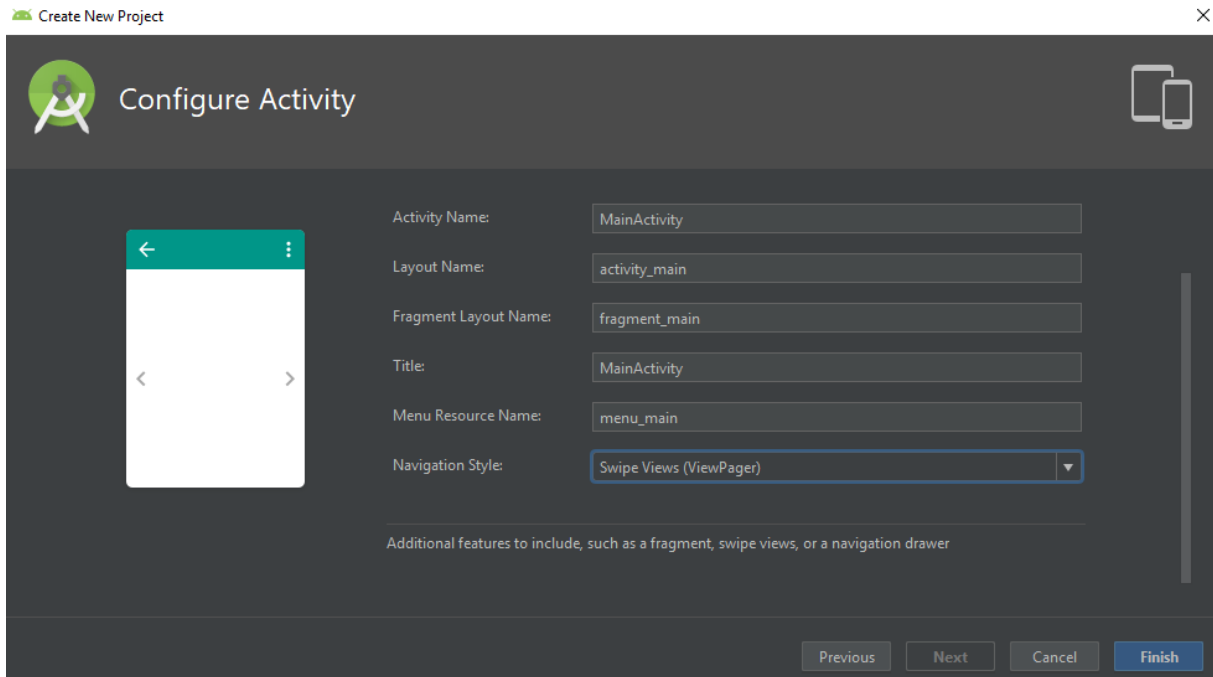 Create New Project
Configure Activity
Activity Name: MainActivity
Layout Name: activity_main
Fragment Layout Name: fragment_main
Title: MainActivity
Menu Resource Name: menu_main
Navigation Style: Swipe Views (ViewPager)
Additional features to include, such as a fragment, swipe views, or a navigation drawer
Previous Next Cancel Finish